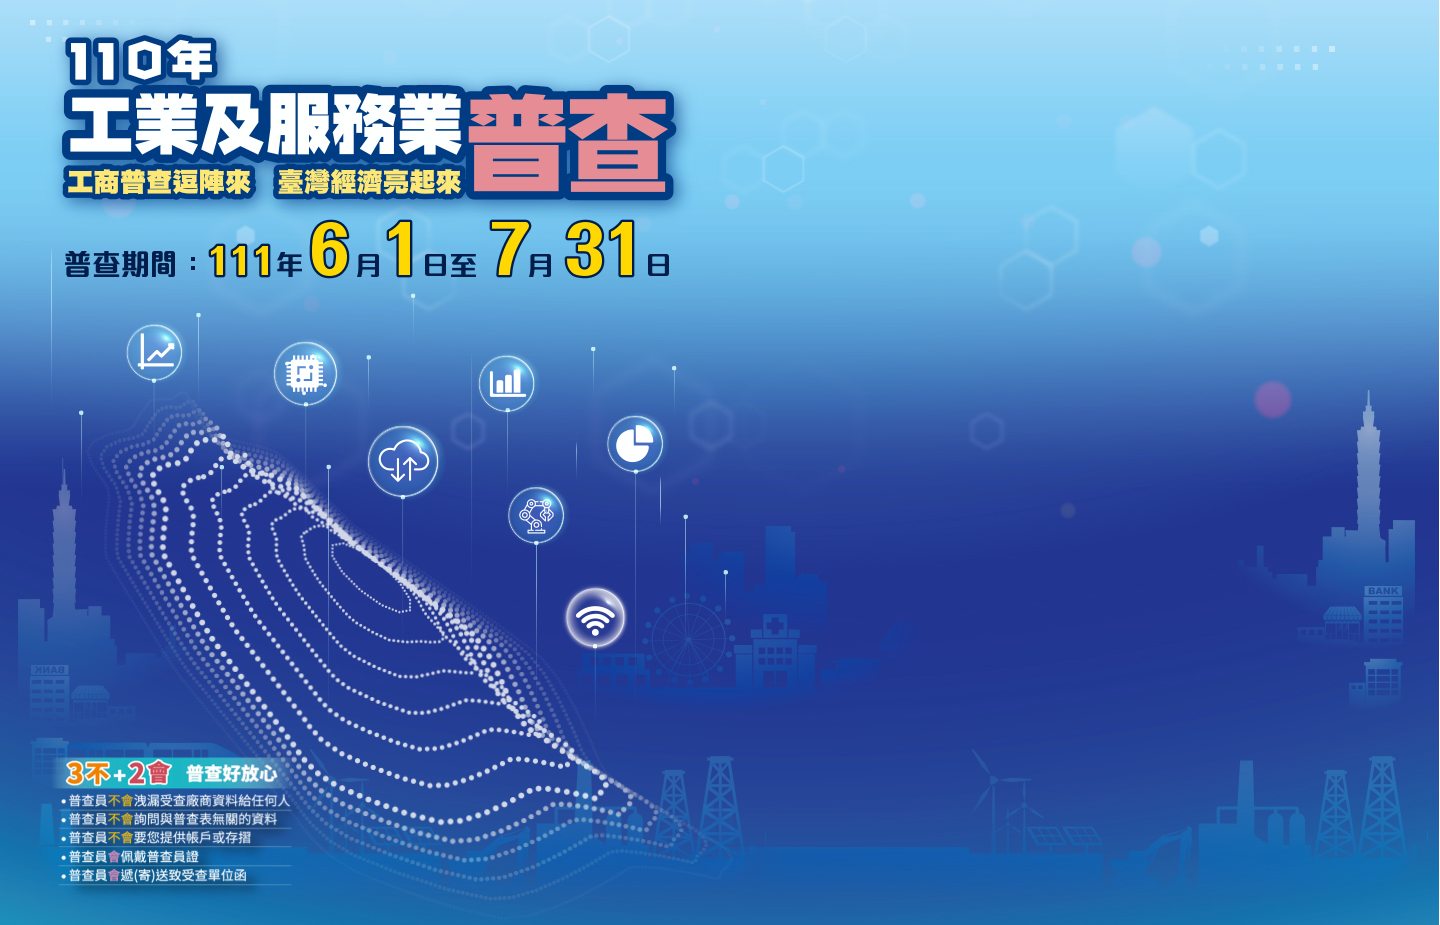 110年
工業及服務業普查
工商普查逗陣來　臺灣經濟亮起來
普查期間：111年6月1日至7月31日
BANK
BANK
3不+2會 普查好放心
•普查員不會洩漏受查廠商資料給任何人
•普查員不會詢問與普查表無關的資料
•普查員不會要您提供帳戶或存摺
•普查員會佩戴普查員證
•普查員會遞(寄)送致受查單位函